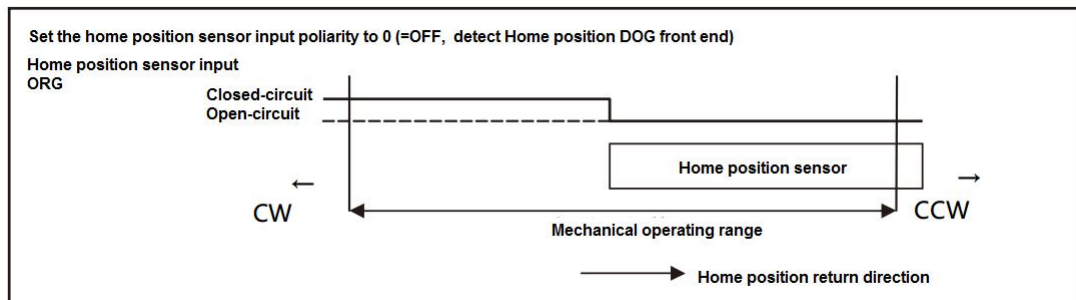 Set the home position sensor input poliarity to 0 (=OFF, detect Home position DOG front end)
Home position sensor input
ORG
Closed-circuit
Open-circuit
Home position sensor
CW
CCW
Mechanical operating range
Home position return direction